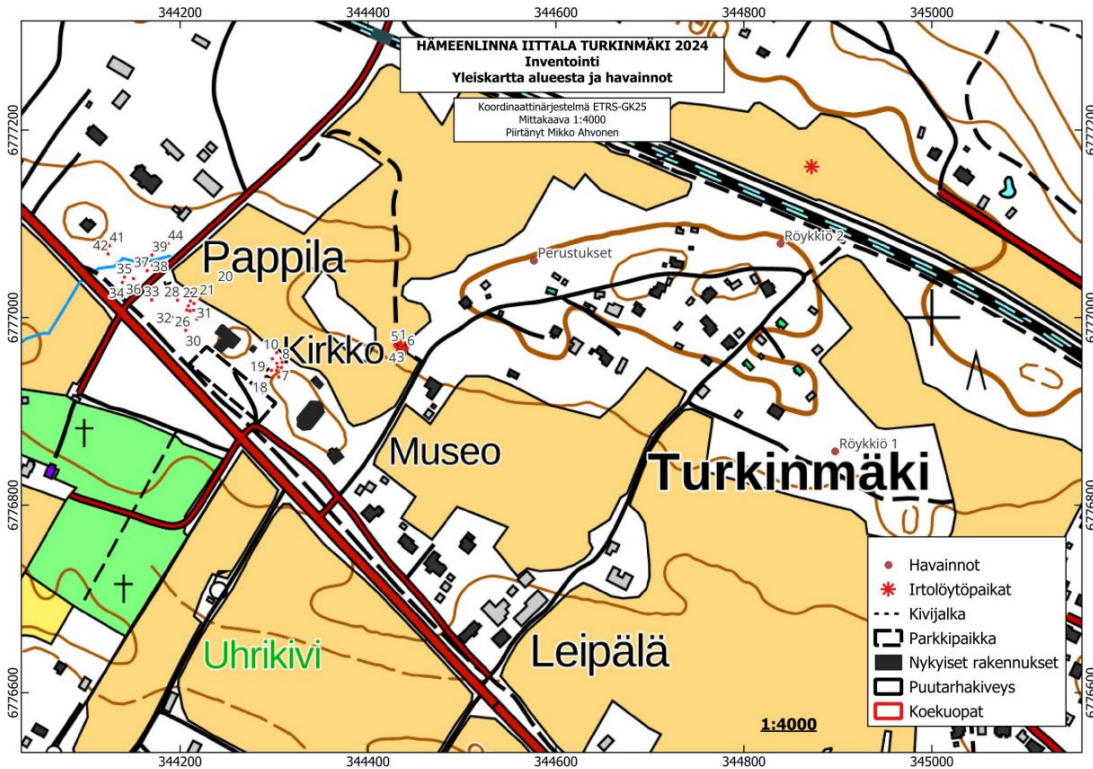 344200 344400 344600 344800 345000
HÄMEENLINNA IITTALA TURKINMÄKI 2024
Inventointi
Yleiskartta alueesta ja havainnot
Koordinaattinärjestelmä ETRS-GK25
Mittakaava 1:4000
Piirtänyt Mikko Ahvonen
6777200 6777200
41 44
42 39
Röykkiö 2
Pappila
Perustukset
37
35 38
20
36 28 21
34 33 22
6777000 6777000
31
32 26
30
10 Kirkko 51 6
8 43
19
7
18
Museo
Röykkiö 1
Turkinmäki
6776800 6776800
Havainnot
Irtolöytöpaikat
Kivijalka
Parkkipaikka
Uhrikivi
Leipälä
Nykyiset rakennukset
Puutarhakiveys
6776600 6776600
Koekuopat
1:4000
344200 344400 344600 344800 345000